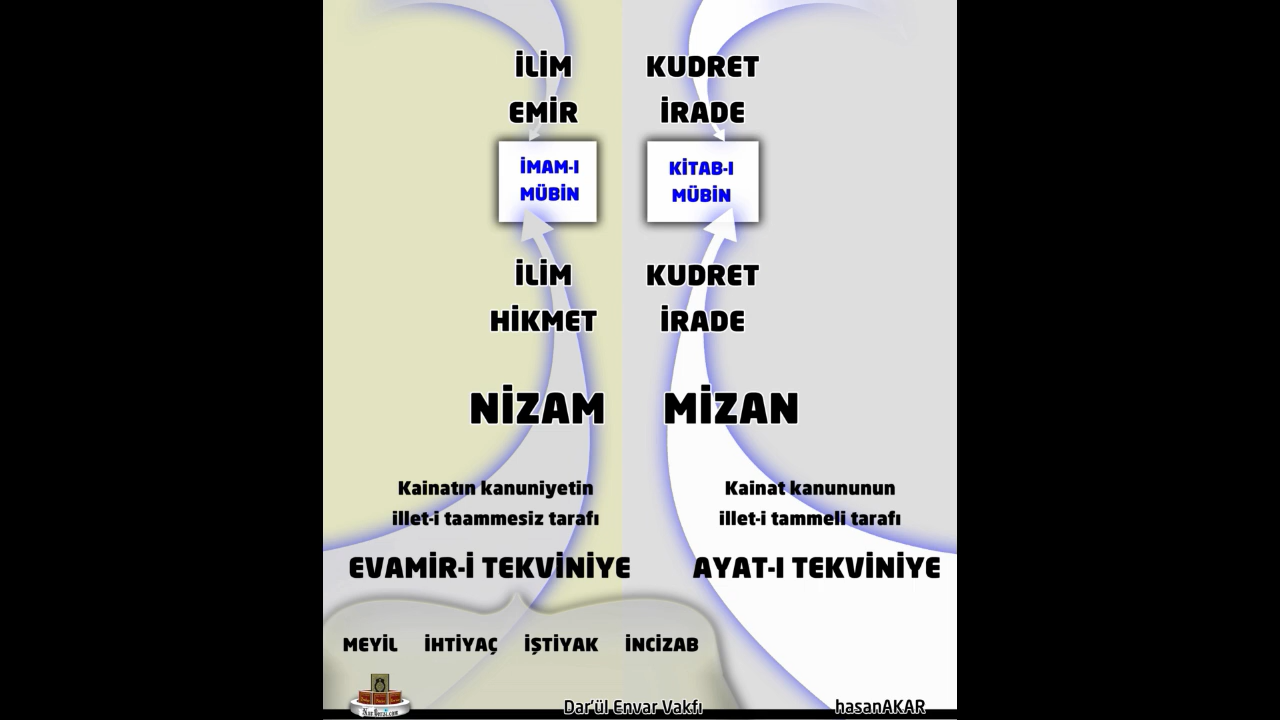 İLİM KUDRET
EMİR İRADE
İMAM-I
MÜBİN
KİTAB-I
MÜBİN
İLİM KUDRET
HİKMET İRADE
NİZAM MİZAN
Kainatın kanuniyetin
illet-i taammesiz tarafı
Kainat kanununun
illet-i tammeli tarafı
EVAMİR-İ TEKVİNİYE AYAT-I TEKVİNİYE
MEYİL İHTİYAÇ İŞTİYAK İNCİZAB
Dar'ül Envar Vakfı hasanAKAR